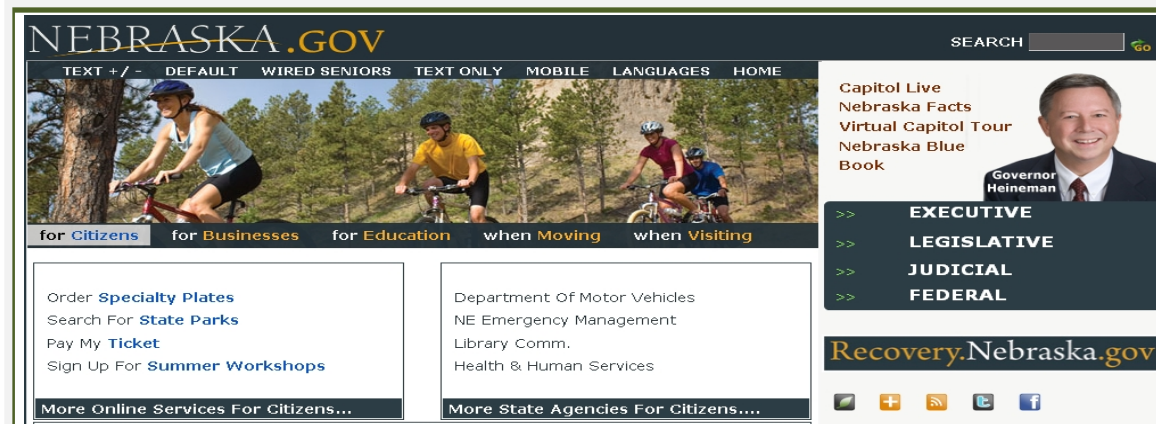 NEBRASKA.GOV
SEARCH GO
TEXT +/- DEFAULT WIRED SENIORS TEXT ONLY MOBILE LANGUAGES HOME
Capitol Live
Nebraska Facts
Virtual Capitol Tour
Nebraska Blue
Book
Governor
Heineman
>> EXECUTIVE
>> LEGISLATIVE
>> JUDICIAL
>> FEDERAL
for Citizens for Businesses for Education when Moving when Visiting
Order Specialty Plates
Search For State Parks
Pay My Ticket
Sign Up For Summer Workshops
More Online Services For Citizens...
Department Of Motor Vehicles
NE Emergency Management
Library Comm.
Health & Human Services
More State Agencies For Citizens....
Recovery.Nebraska.gov